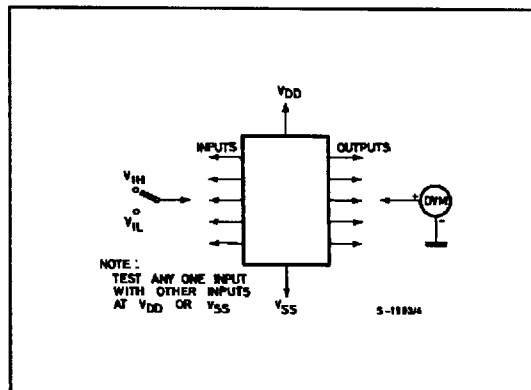 VDD
INPUTS
OUTPUTS
VIH
VIL
+
DVM
-
NOTE :
TEST ANY ONE INPUT
WITH OTHER INPUTS
AT VDD OR VSS
VSS
S-1993/4